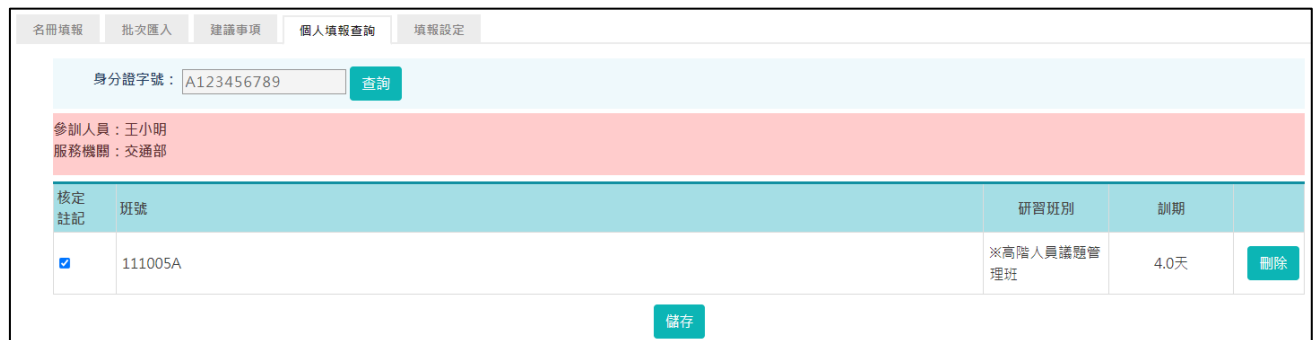 名冊填報 批次匯入 建議事項 個人填報查詢 填報設定
身分證字號： A123456789 查詢
參訓人員：王小明
服務機關：交通部
核定
註記
班號 研習班別 訓期
111005A ※高階人員議題管
理班
4.0天 刪除
儲存